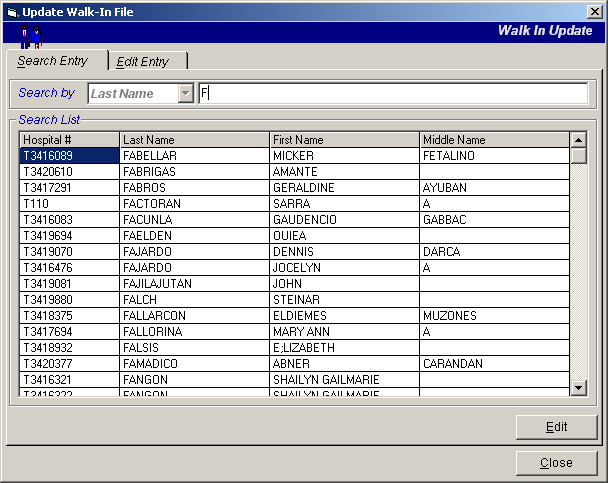 Update Walk-In File
Walk In Update
Search Entry Edit Entry
Search by Last Name F
Search List
Hospital # Last Name First Name Middle Name
T3416089 FABELLAR MICKER FETALINO
T3420610 FABRIGAS AMANTE
T3417291 FABROS GERALDINE AYUBAN
T110 FACTORAN SARRA A
T3416083 FACUNLA GAUDENCIO GABBAC
T3419694 FAELDEN OUIEA
T3419070 FAJARDO DENNIS DARCA
T3416476 FAJARDO JOCELYN A
T3419081 FAJILAJUTAN JOHN
T3419880 FALCH STEINAR
T3418375 FALLARCON ELDIEMES MUZONES
T3417694 FALLORINA MARY ANN A
T3418932 FALSIS E;LIZABETH
T3420377 FAMADICO ABNER CARANDAN
T3416321 FANGON SHAILYN GAILMARIE
T3416322 FANGON SHAILYN GAILMARIE
Edit
Close